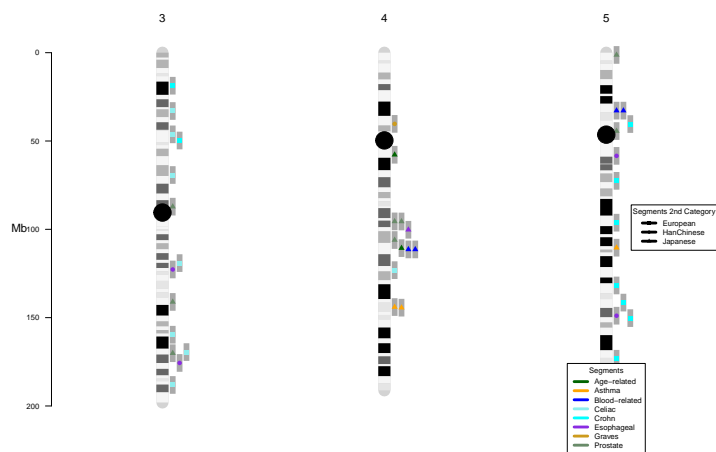 3 4 5
0
50
Mb
100
150
200
Segments 2nd Category
European
HanChinese
Japanese
Segments
Age−related
Asthma
Blood−related
Celiac
Crohn
Esophageal
Graves
Prostate